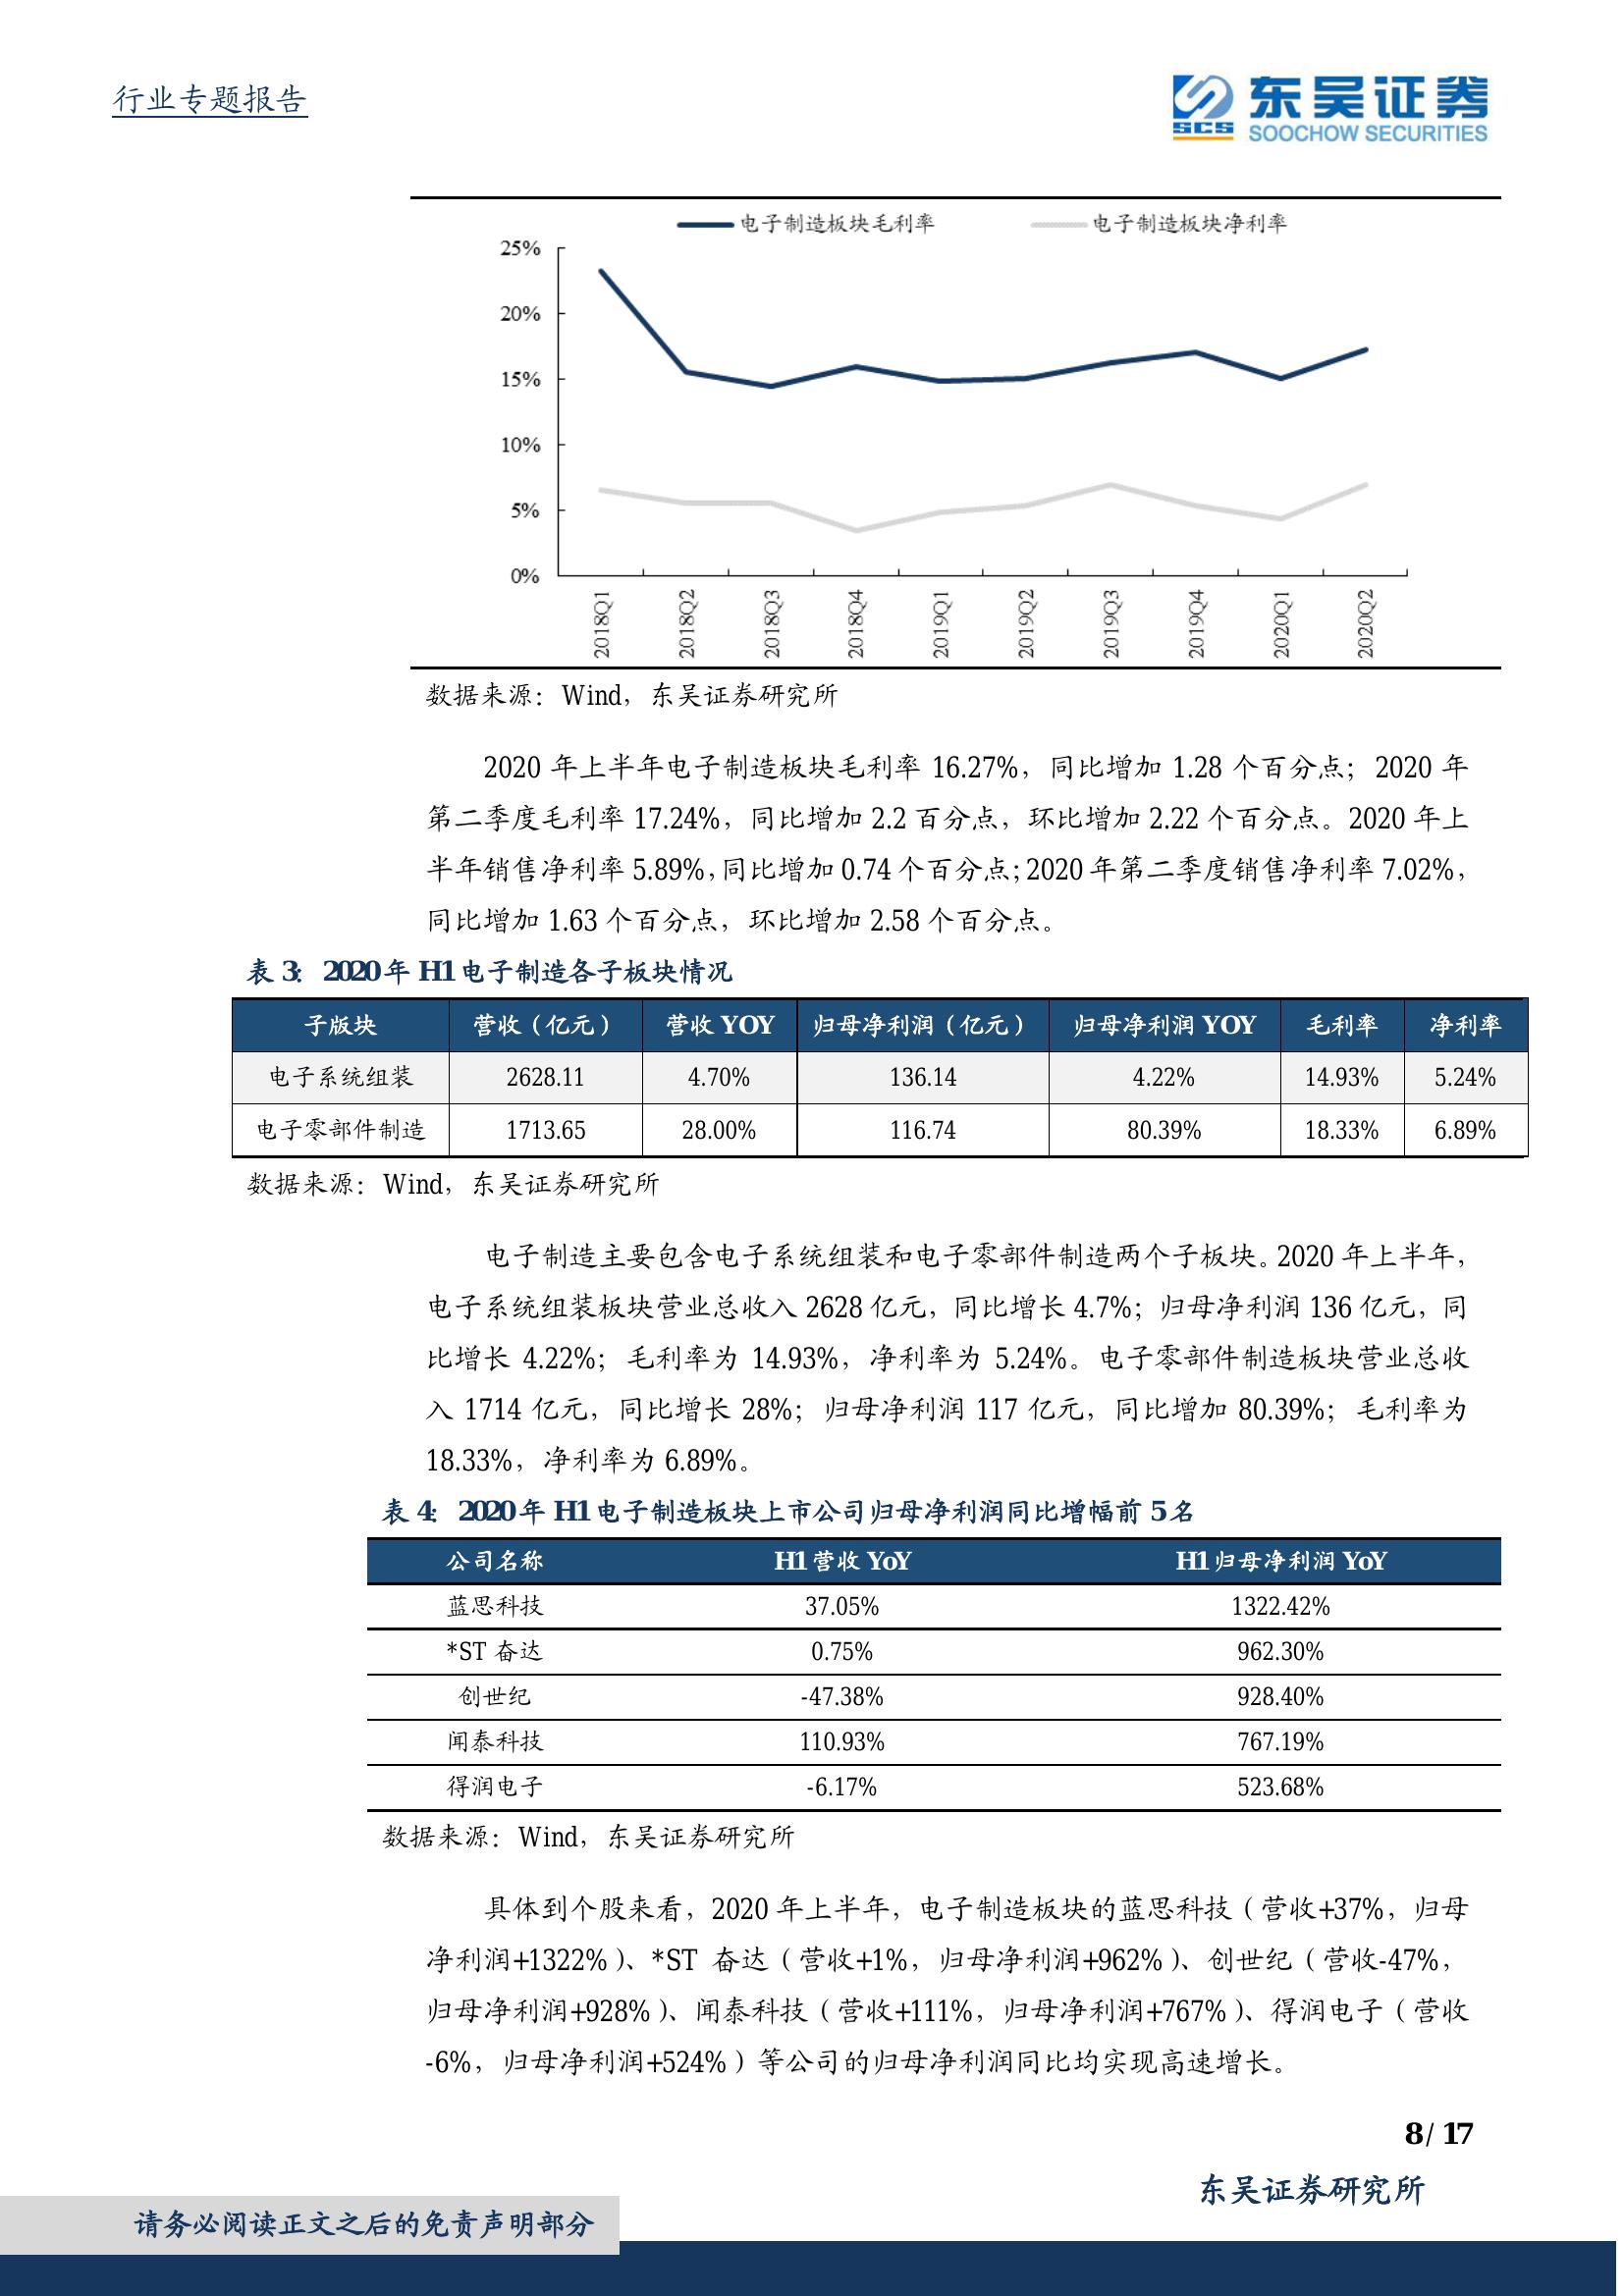 行业专题报告
东吴证券
SCS
SOOCHOW SECURITIES
电子制造板块毛利率 电子制造板块净利率
25%
20%
15%
10%
5%
0%
2018Q1 2018Q2 2018Q3 2018Q4 2019Q1 2019Q2 2019Q3 2019Q4 2020Q1 2020Q2
数据来源：Wind，东吴证券研究所
2020 年上半年电子制造板块毛利率 16.27%，同比增加 1.28 个百分点；2020 年
第二季度毛利率 17.24%，同比增加 2.2 百分点，环比增加 2.22 个百分点。2020 年上
半年销售净利率 5.89%，同比增加 0.74 个百分点；2020 年第二季度销售净利率 7.02%，
同比增加 1.63 个百分点，环比增加 2.58 个百分点。
表 3：2020 年 H1 电子制造各子板块情况
子版块 营收（亿元） 营收 YOY 归母净利润（亿元） 归母净利润 YOY 毛利率 净利率
电子系统组装 2628.11 4.70% 136.14 4.22% 14.93% 5.24%
电子零部件制造 1713.65 28.00% 116.74 80.39% 18.33% 6.89%
数据来源：Wind，东吴证券研究所
电子制造主要包含电子系统组装和电子零部件制造两个子板块。2020 年上半年，
电子系统组装板块营业总收入 2628 亿元，同比增长 4.7%；归母净利润 136 亿元，同
比增长 4.22%；毛利率为 14.93%，净利率为 5.24%。电子零部件制造板块营业总收
入 1714 亿元，同比增长 28%；归母净利润 117 亿元，同比增加 80.39%；毛利率为
18.33%，净利率为 6.89%。
表 4：2020 年 H1 电子制造板块上市公司归母净利润同比增幅前 5 名
公司名称 H1 营收 YoY H1 归母净利润 YoY
蓝思科技 37.05% 1322.42%
*ST 奋达 0.75% 962.30%
创世纪 -47.38% 928.40%
闻泰科技 110.93% 767.19%
得润电子 -6.17% 523.68%
数据来源：Wind，东吴证券研究所
具体到个股来看，2020 年上半年，电子制造板块的蓝思科技（营收+37%，归母
净利润+1322%）、*ST 奋达（营收+1%，归母净利润+962%）、创世纪（营收-47%，
归母净利润+928%）、闻泰科技（营收+111%，归母净利润+767%）、得润电子（营收
-6%，归母净利润+524%）等公司的归母净利润同比均实现高速增长。
8 / 17
东吴证券研究所
请务必阅读正文之后的免责声明部分